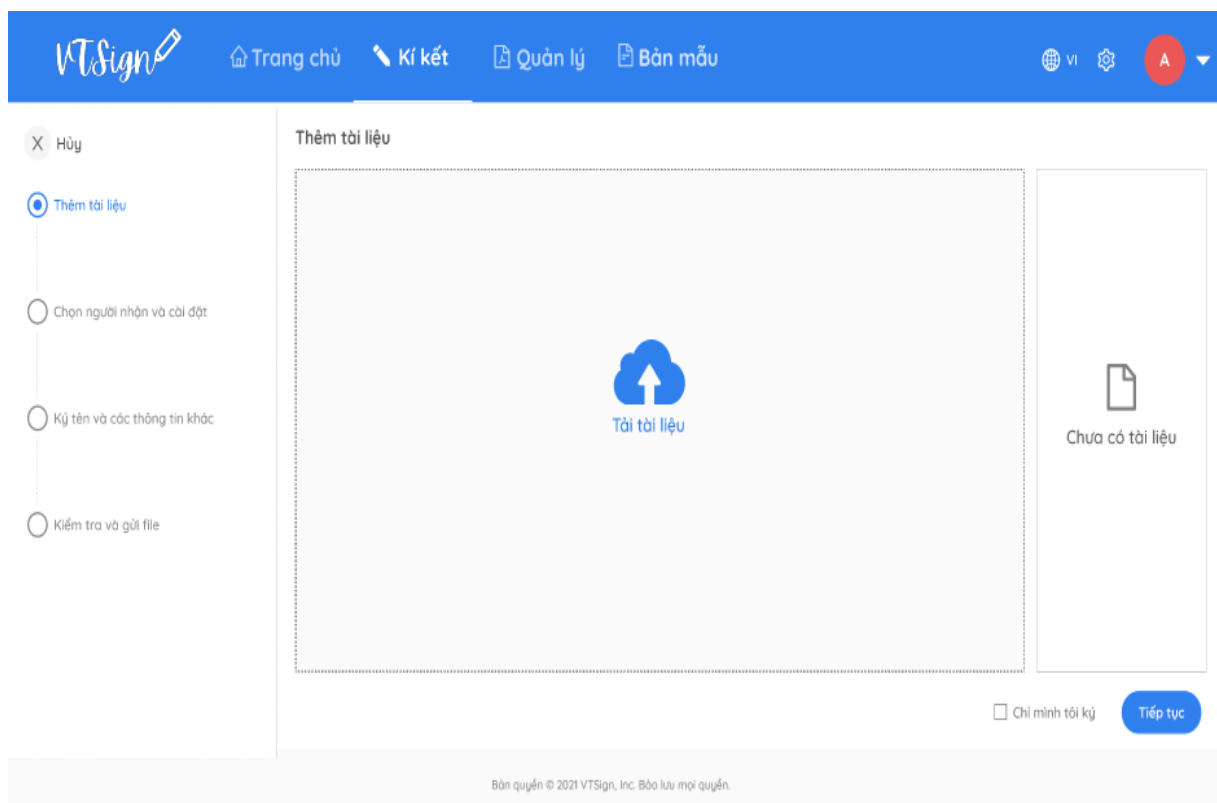 VTSign
Trang chủ Kí kết Quản lý Bản mẫu VI A
X Hủy
Thêm tài liệu
Thêm tài liệu
Chọn người nhận và cài đặt
Ký tên và các thông tin khác
Kiểm tra và gửi file
Tải tài liệu
Chưa có tài liệu
Chỉ mình tôi ký
Tiếp tục
Bản quyền © 2021 VTSign, Inc. Bảo lưu mọi quyền.